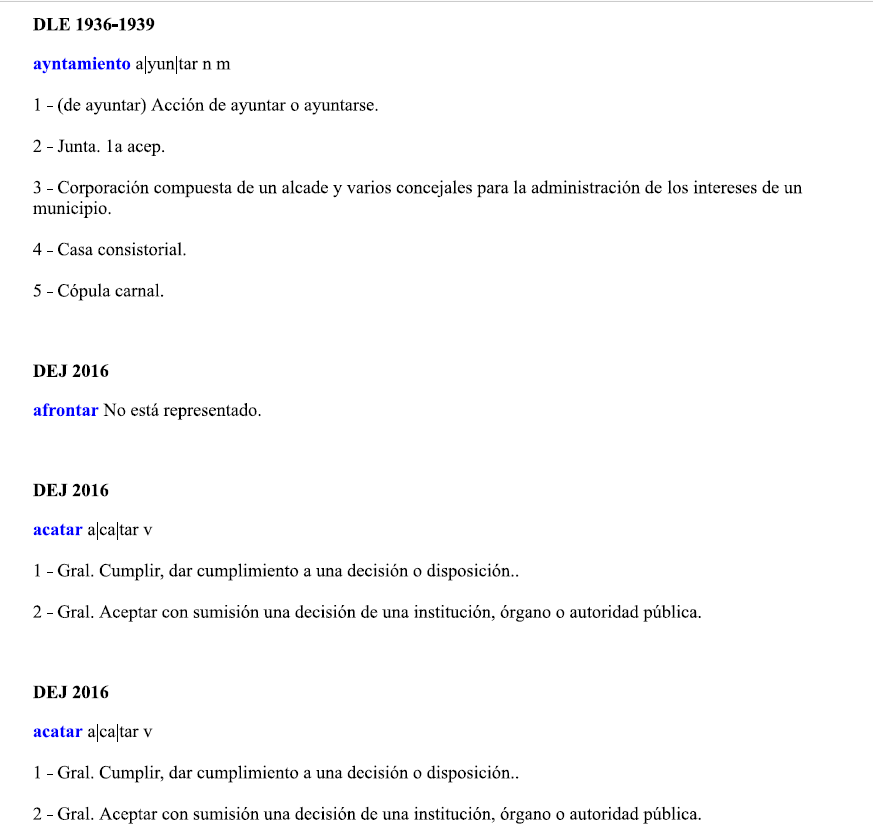 DLE 1936-1939
ayntamiento a|yun|tar n m
1 - (de ayuntar) Acción de ayuntar o ayuntarse.
2 - Junta. 1a acep.
3 - Corporación compuesta de un alcade y varios concejales para la administración de los intereses de un
municipio.
4 - Casa consistorial.
5 - Cópula carnal.
DEJ 2016
afrontar No está representado.
DEJ 2016
acatar a|ca|tar v
1 - Gral. Cumplir, dar cumplimiento a una decisión o disposición..
2 - Gral. Aceptar con sumisión una decisión de una institución, órgano o autoridad pública.
DEJ 2016
acatar a|ca|tar v
1 - Gral. Cumplir, dar cumplimiento a una decisión o disposición..
2 - Gral. Aceptar con sumisión una decisión de una institución, órgano o autoridad pública.